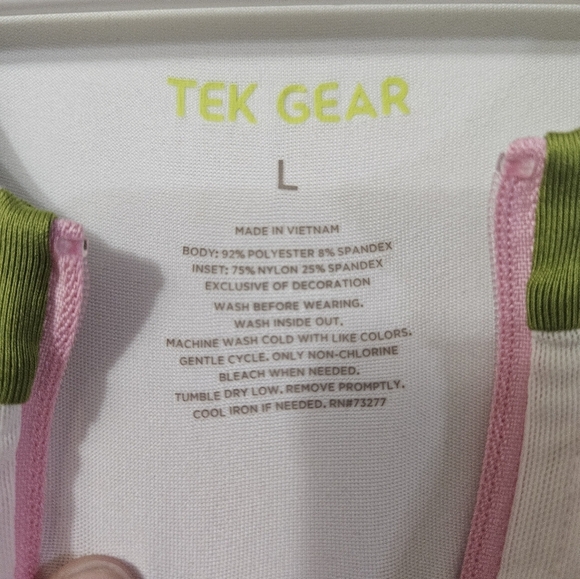 TEK GEAR
L
MADE IN VIETNAM
BODY: 92% POLYESTER 8% SPANDEX
INSET: 75% NYLON 25% SPANDEX
EXCLUSIVE OF DECORATION
WASH BEFORE WEARING.
WASH INSIDE OUT.
MACHINE WASH COLD WITH LIKE COLORS.
GENTLE CYCLE. ONLY NON-CHLORINE
BLEACH WHEN NEEDED.
TUMBLE DRY LOW. REMOVE PROMPTLY.
COOL IRON IF NEEDED. RN#73277